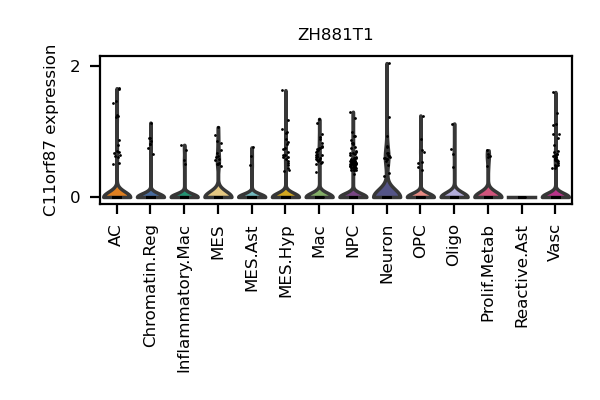 ZH881T1
C11orf87 expression
2
0
AC
Chromatin.Reg
Inflammatory.Mac
MES
MES.Ast
MES.Hyp
Mac
NPC
Neuron
OPC
Oligo
Prolif.Metab
Reactive.Ast
Vasc